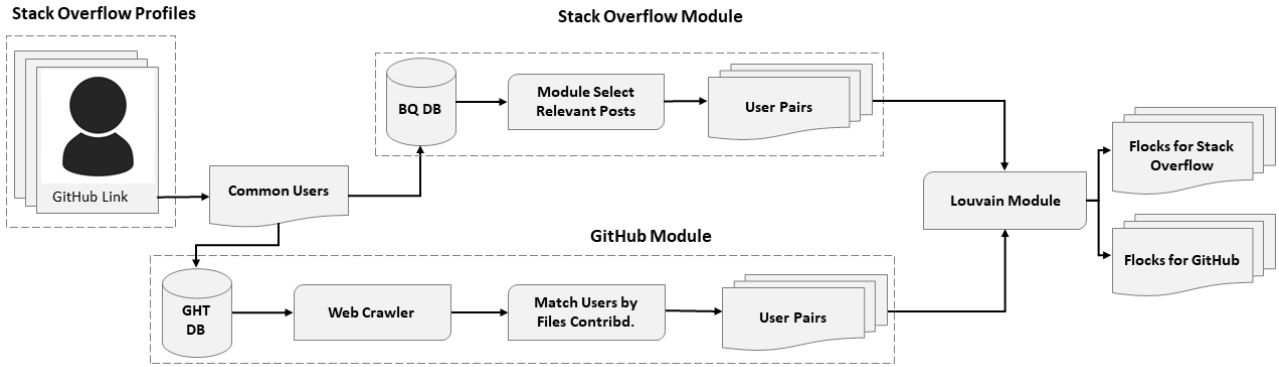 Stack Overflow Profiles
GitHub Link
Common Users
Stack Overflow Module
BQ DB
Module Select
Relevant Posts
User Pairs
GitHub Module
GHT
DB
Web Crawler
Match Users by
Files Contribd.
User Pairs
Louvain Module
Flocks for Stack
Overflow
Flocks for GitHub